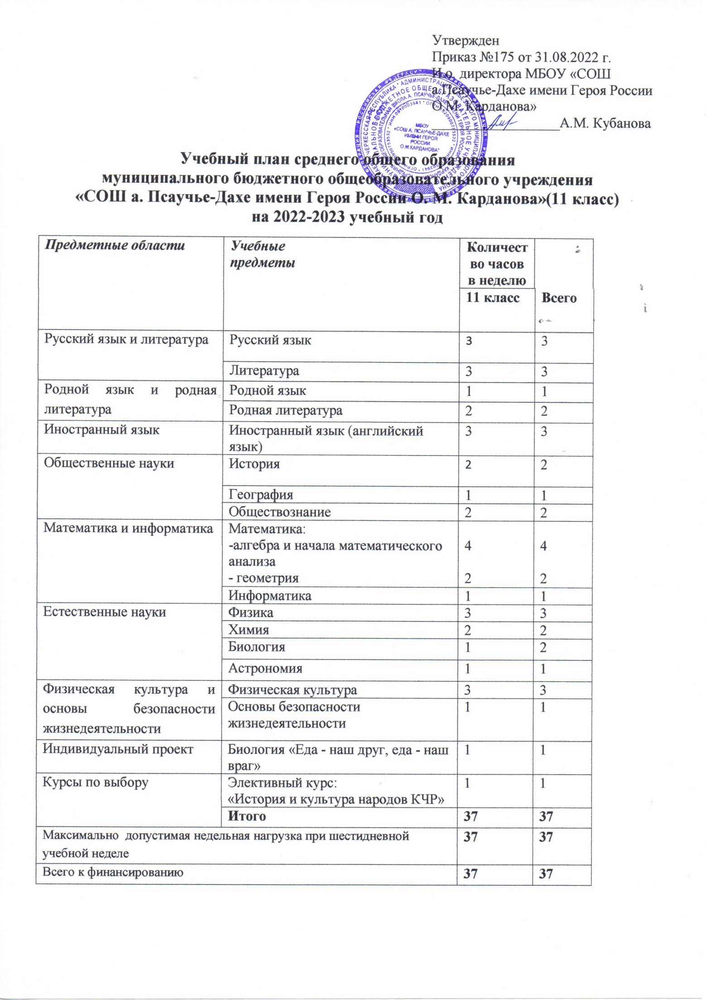 Утвержден
Приказ №175 от 31.08.2022 г.
И.о. директора МБОУ «СОШ
а.Псаучье-Дахе имени Героя России
О.М. Карданова»
А.М. Кубанова
МБОУ
«СОШ А. ПСАУЧЬЕ-ДАХЕ
ИМЕНИ ГЕРОЯ
РОССИИ
О.М.КАРДАНОВА"
Учебный план среднего общего образования
муниципального бюджетного общеобразовательного учреждения
«СОШ а. Псаучье-Дахе имени Героя России О. М. Карданова»(11 класс)
на 2022-2023 учебный год
Предметные области
Учебные
предметы
Количест
во часов
в неделю
11 класс
Всего
Русский язык и литература
Русский язык 3 3
Литература 3 3
Родной язык и родная
литература
Родной язык 1 1
Родная литература 2 2
Иностранный язык
Иностранный язык (английский 3 3
язык)
Общественные науки
История 2 2
География 1 1
Обществознание 2 2
Математика и информатика
Математика:
-алгебра и начала математического 4 4
анализа
- геометрия 2 2
Информатика 1 1
Естественные науки
Физика 3 3
Химия 2 2
Биология 1 2
Астрономия 1 1
Физическая культура и
основы безопасности
жизнедеятельности
Физическая культура 3 3
Основы безопасности 1 1
жизнедеятельности
Индивидуальный проект
Биология «Еда - наш друг, еда - наш 1 1
враг»
Курсы по выбору
Элективный курс: 1 1
«История и культура народов КЧР»
Итого 37 37
Максимально допустимая недельная нагрузка при шестидневной 37 37
учебной неделе
Всего к финансированию 37 37